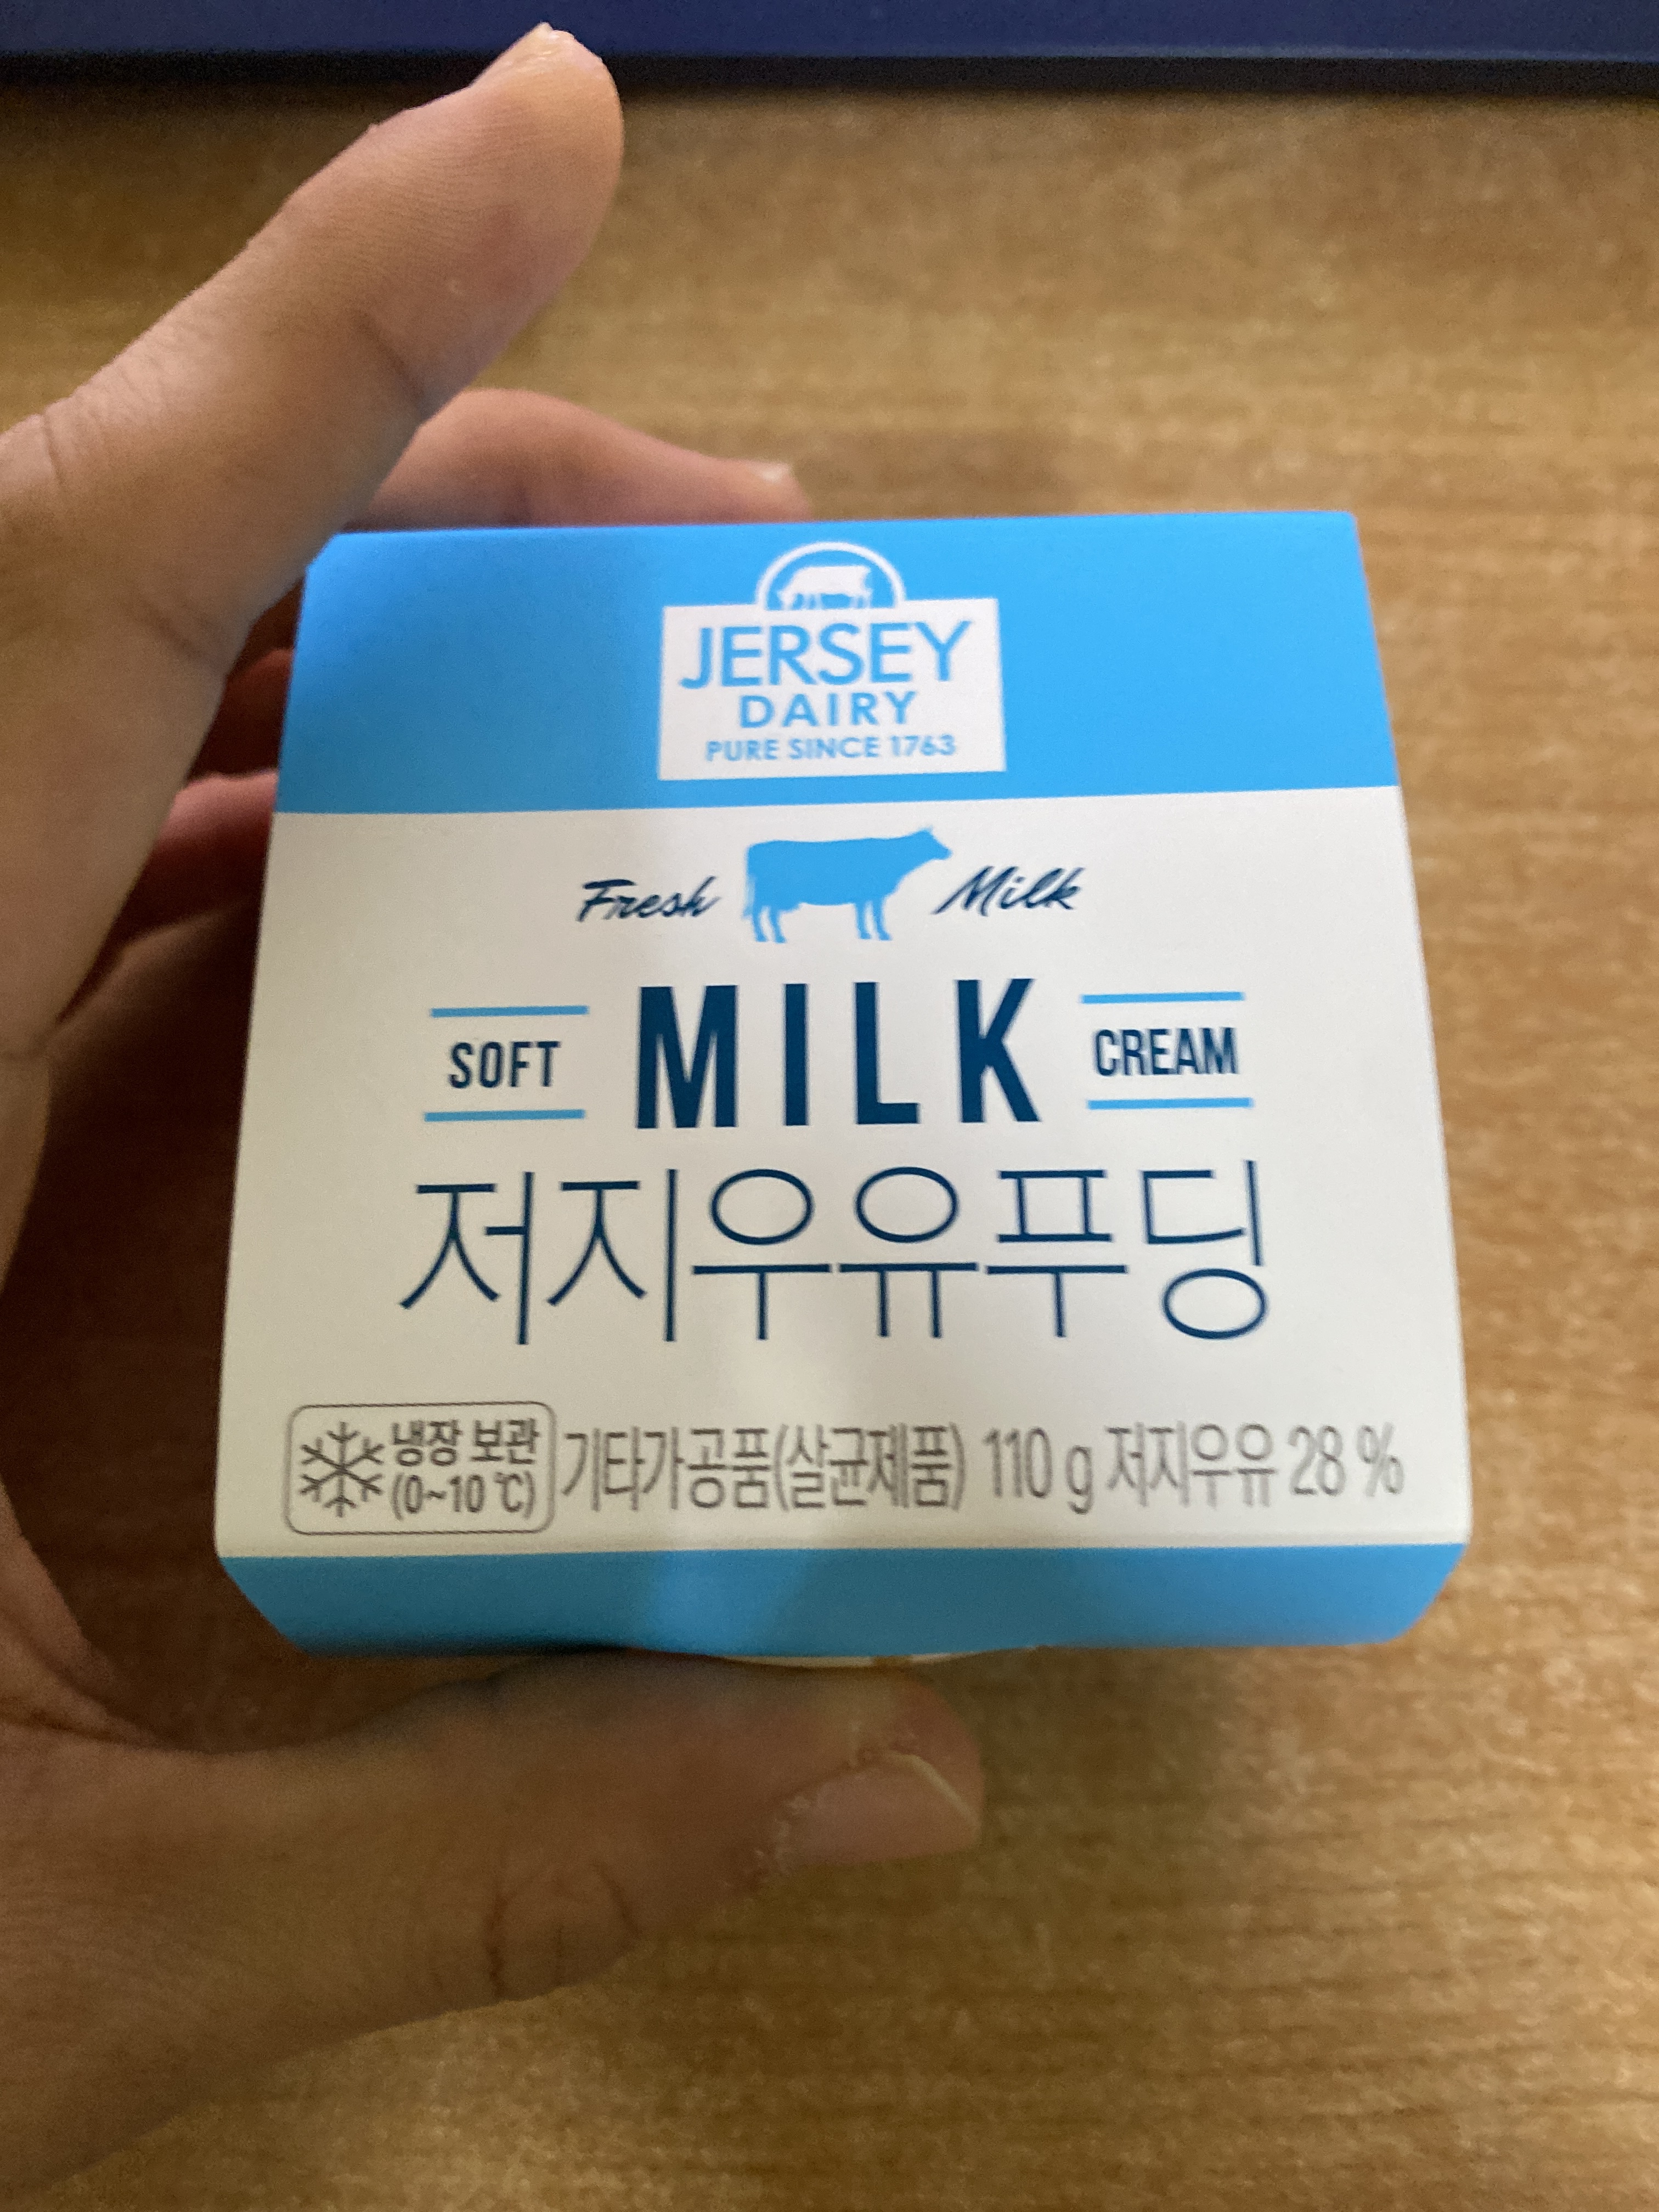 JERSEY
DAIRY
PURE SINCE 1763
Fresh Milk
SOFT MILK CREAM
저지우유푸딩
냉장 보관
(0~10 ℃)
기타가공품(살균제품) 110 g 저지우유 28 %